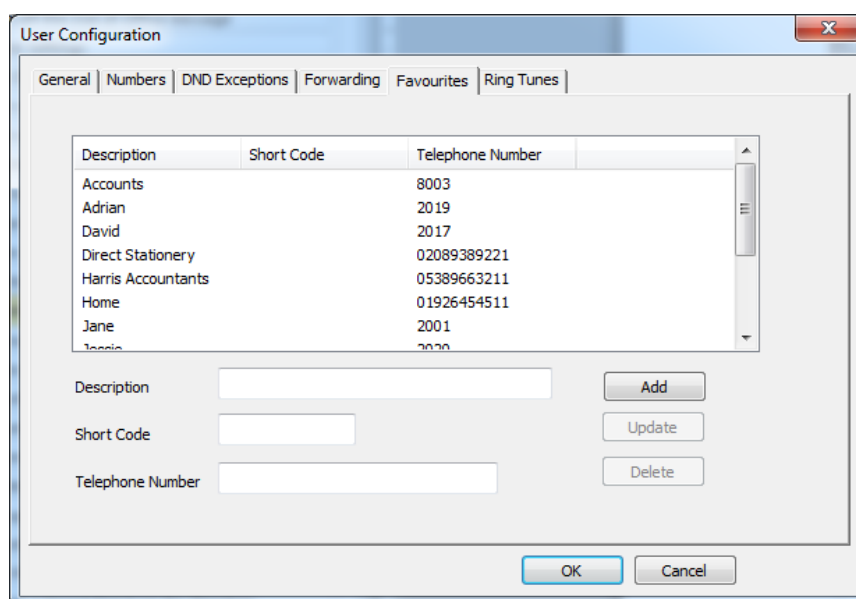 User Configuration
General Numbers DND Exceptions Forwarding Favourites Ring Tunes
Description Short Code Telephone Number
Accounts 8003
Adrian 2019
David 2017
Direct Stationery 02089389221
Harris Accountants 05389663211
Home 01926454511
Jane 2001
Description Add
Short Code Update
Telephone Number Delete
OK Cancel